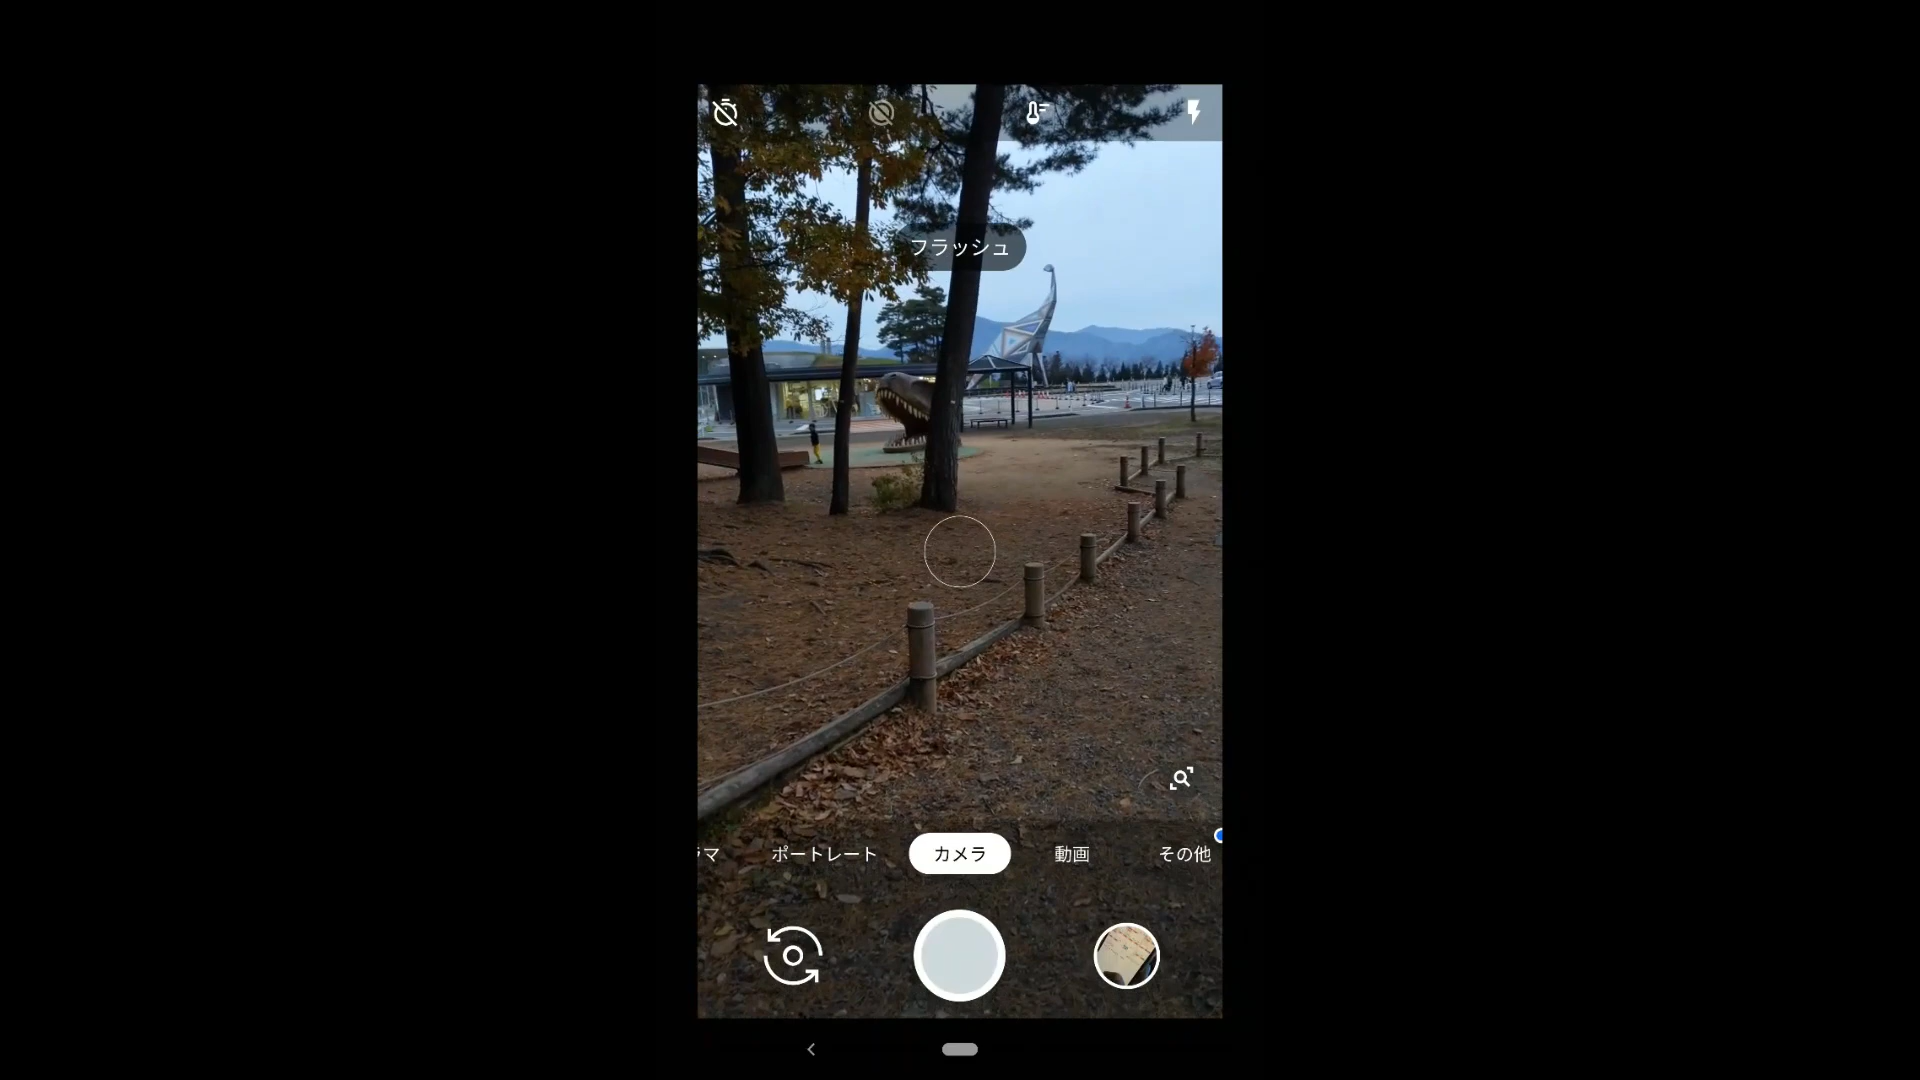 フラッシュ
マ
ポートレート
カメラ
動画
その他